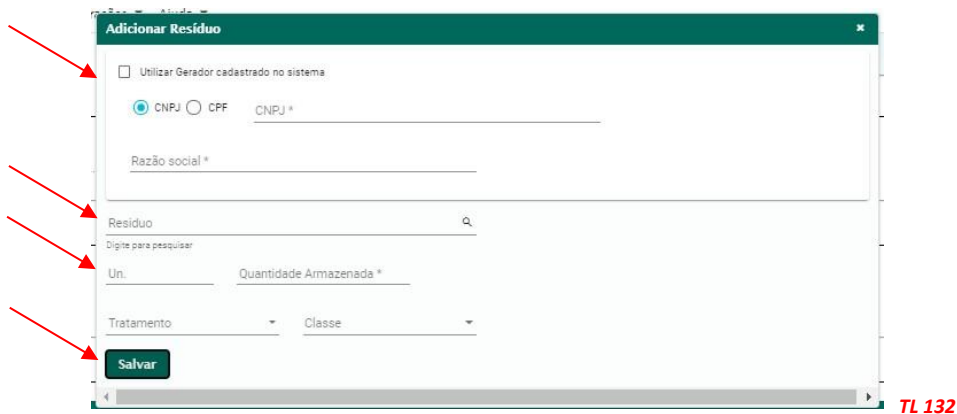 Ajuda
Adicionar Resíduo
Utilizar Gerador cadastrado no sistema
CNPJ CPF CNPJ *
Razão social *
Resíduo
Digite para pesquisar
Un. Quantidade Armazenada *
Tratamento Classe
Salvar
TL 132